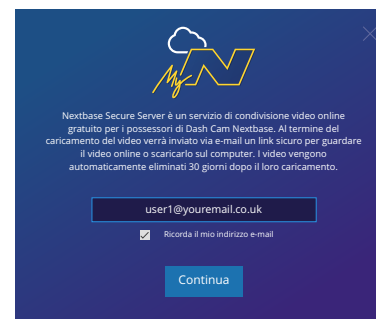 My N
Nextbase Secure Server è un servizio di condivisione video online
gratuito per i possessori di Dash Cam Nextbase. Al termine del
caricamento del video verrà inviato via e-mail un link sicuro per guardare
il video online o scaricarlo sul computer. I video vengono
automaticamente eliminati 30 giorni dopo il loro caricamento.
user1@youremail.co.uk
Ricorda il mio indirizzo e-mail
Continua